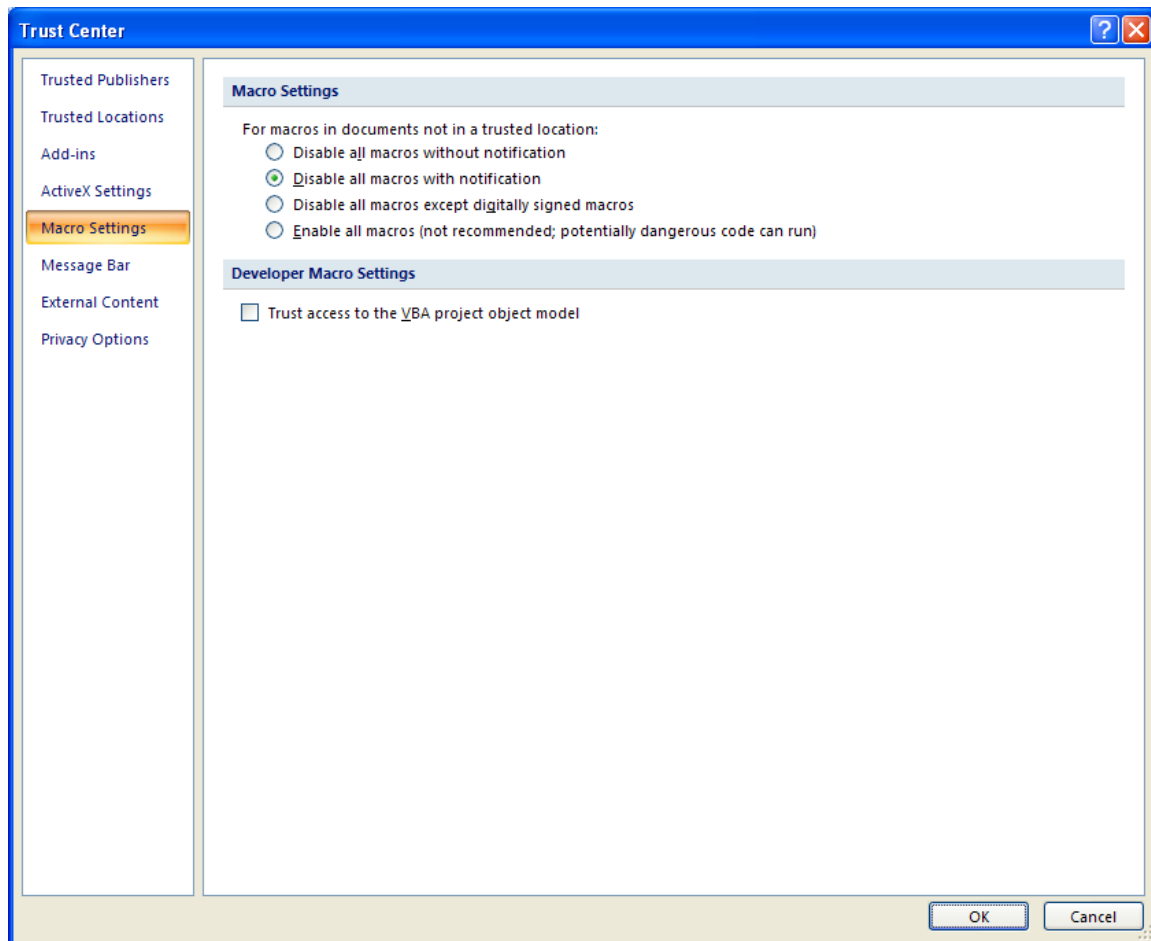 Trust Center
Trusted Publishers
Trusted Locations
Add-ins
ActiveX Settings
Macro Settings
Message Bar
External Content
Privacy Options
Macro Settings
For macros in documents not in a trusted location:
Disable all macros without notification
Disable all macros with notification
Disable all macros except digitally signed macros
Enable all macros (not recommended; potentially dangerous code can run)
Developer Macro Settings
Trust access to the VBA project object model
OK
Cancel